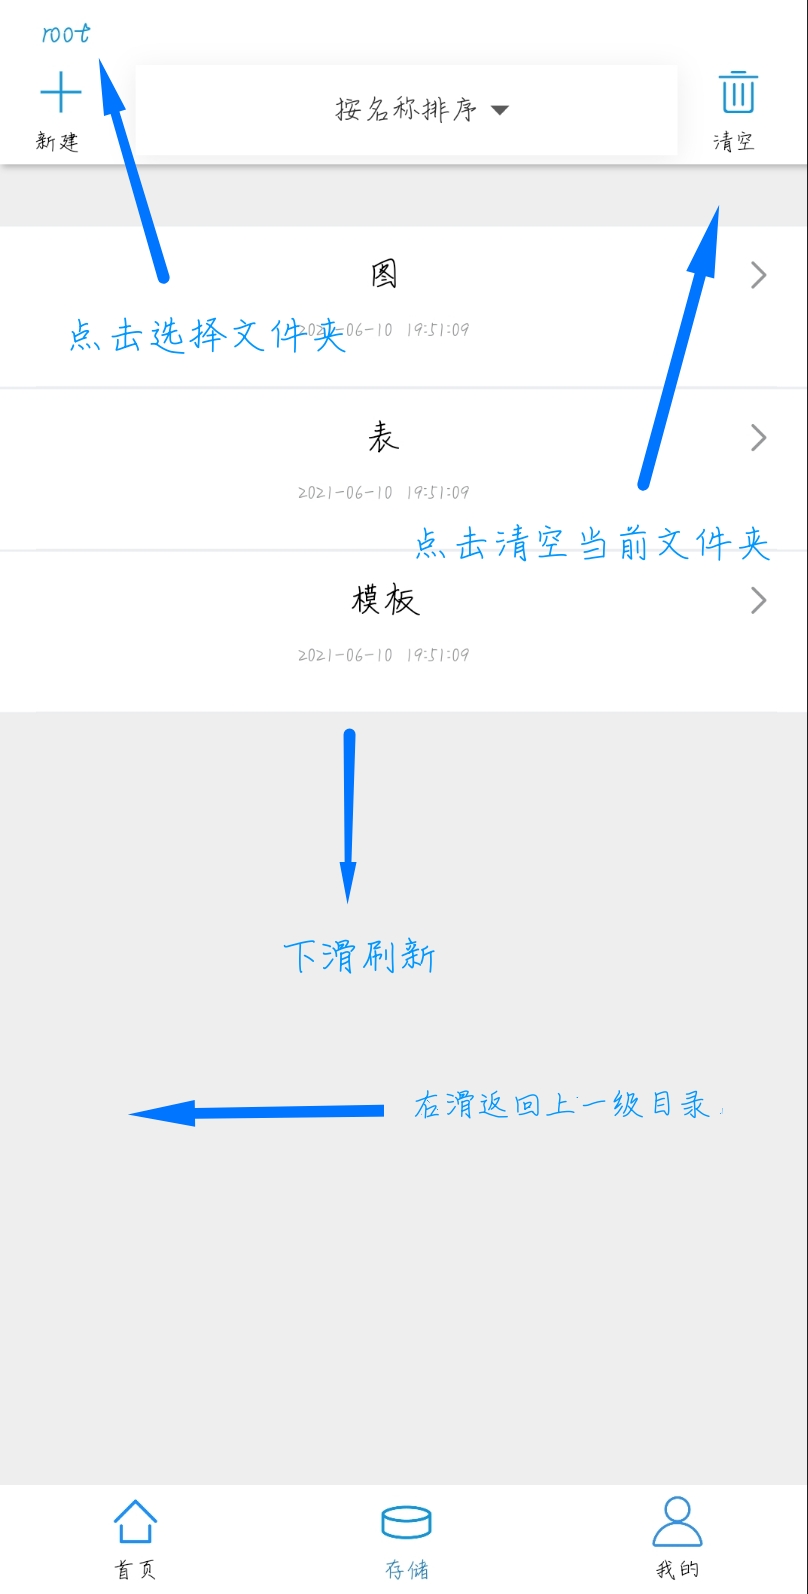 root
按名称排序
新建
清空
图
点击选择文件夹
2021-06-10 19:51:09
表
2021-06-10 19:51:09
点击清空当前文件夹
模板
2021-06-10 19:51:09
下滑刷新
右滑返回上一级目录
首页
存储
我的